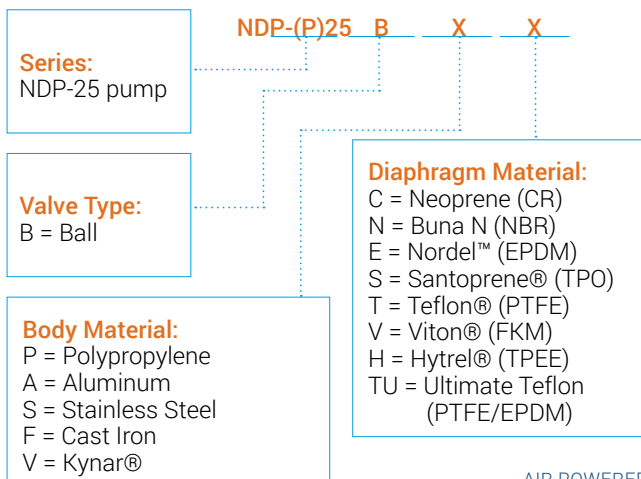 NDP-(P)25 B X X
Series:
NDP-25 pump
Valve Type:
B = Ball
Body Material:
P = Polypropylene
A = Aluminum
S = Stainless Steel
F = Cast Iron
V = Kynar®
Diaphragm Material:
C = Neoprene (CR)
N = Buna N (NBR)
E = Nordel™ (EPDM)
S = Santoprene® (TPO)
T = Teflon® (PTFE)
V = Viton® (FKM)
H = Hytrel® (TPEE)
TU = Ultimate Teflon
(PTFE/EPDM)
AIR POWERED